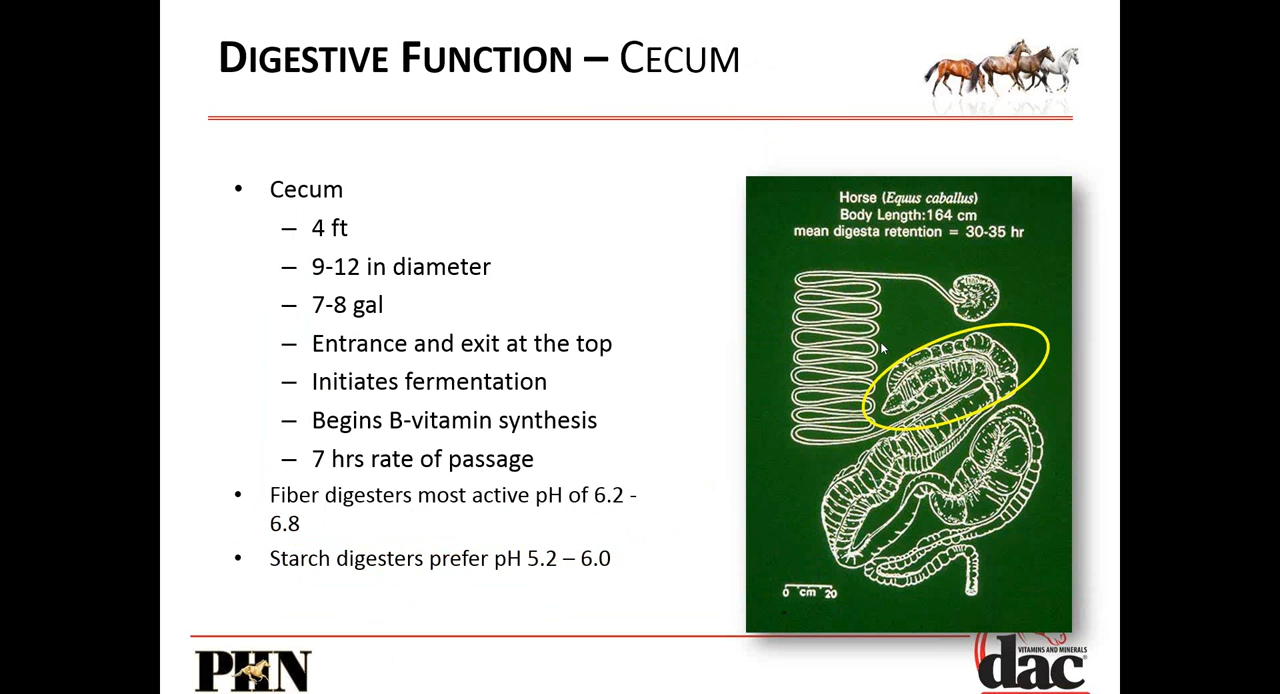 DIGESTIVE FUNCTION – CECUM
• Cecum
– 4 ft
– 9-12 in diameter
– 7-8 gal
– Entrance and exit at the top
– Initiates fermentation
– Begins B-vitamin synthesis
– 7 hrs rate of passage
• Fiber digesters most active pH of 6.2 -
6.8
• Starch digesters prefer pH 5.2 – 6.0
Horse (Equus caballus)
Body Length:164 cm
mean digesta retention = 30-35 hr
0 cm 20
PHN
VITAMINS AND MINERALS
dac®